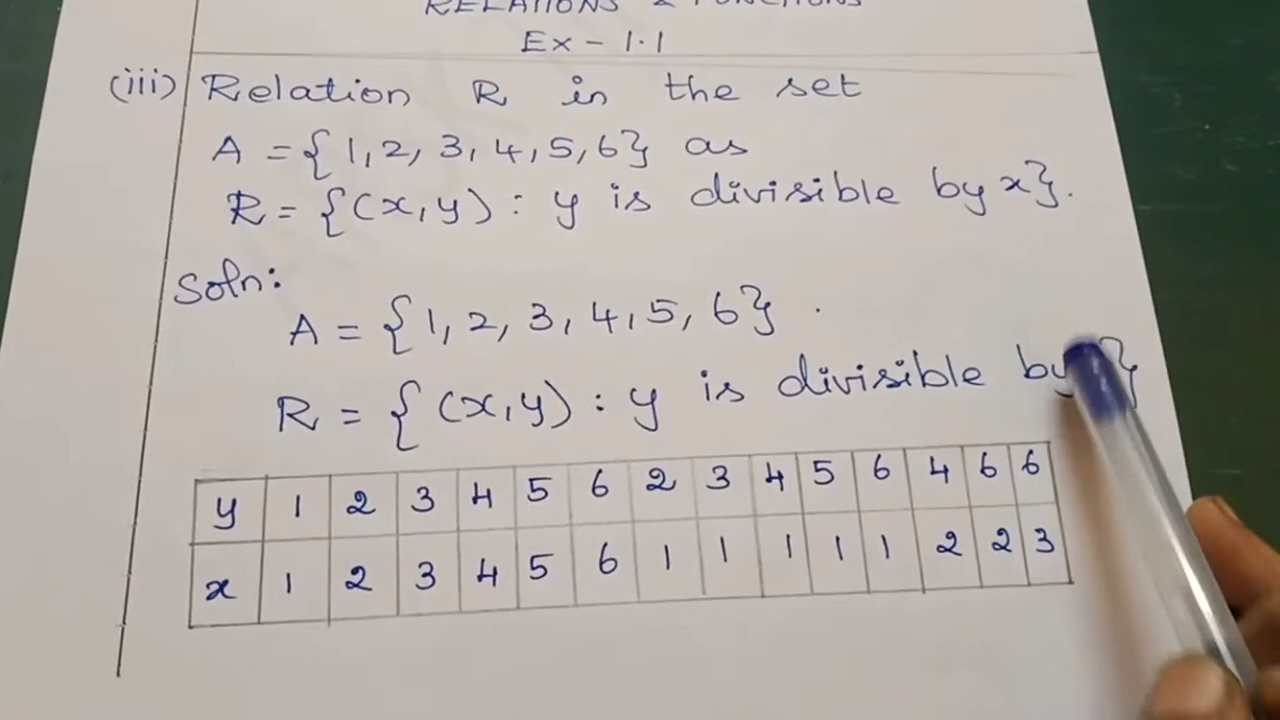 RELATIONS & FUNCTIONS
Ex - 1.1
(iii) Relation R in the set
A = {1, 2, 3, 4, 5, 6} as
R = {(x, y) : y is divisible by x}.
Soln:
A = {1, 2, 3, 4, 5, 6}.
R = {(x, y) : y is divisible by }
y 1 2 3 4 5 6 2 3 4 5 6 4 6 6
x 1 2 3 4 5 6 1 1 1 1 1 2 2 3